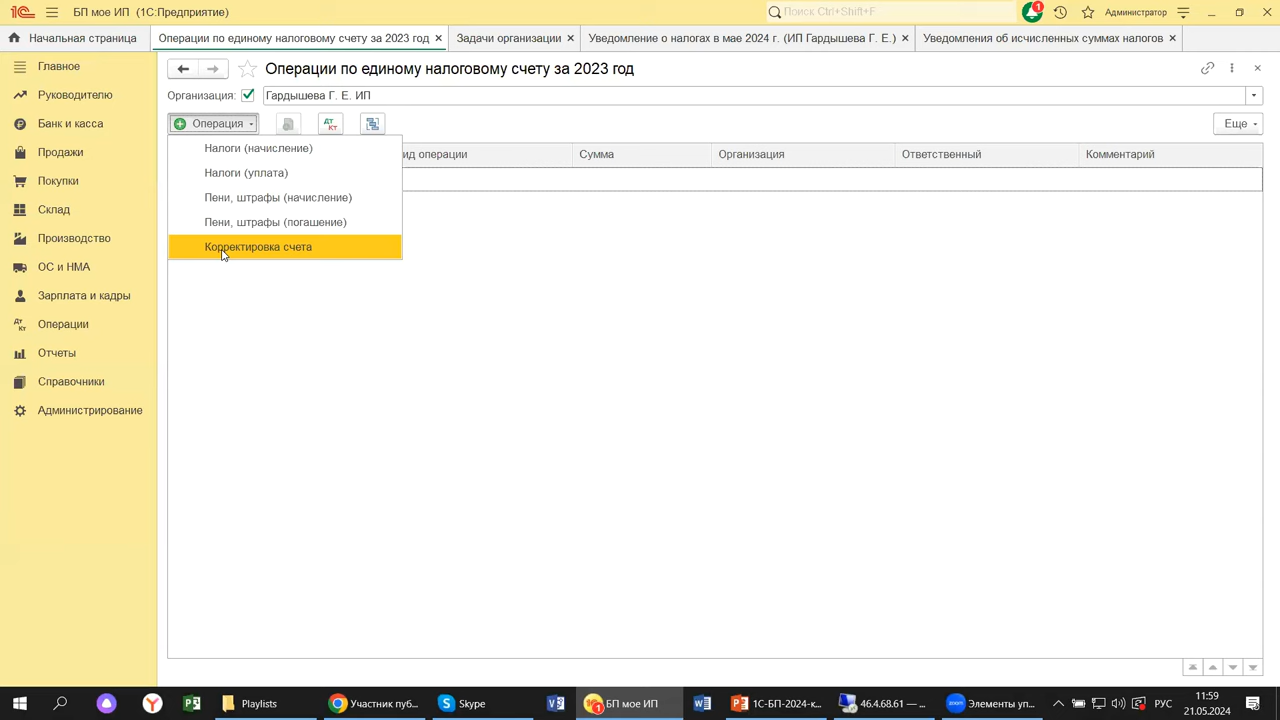 БП мое ИП (1С:Предприятие)
Поиск Ctrl+Shift+F
1
Администратор
Начальная страница
Операции по единому налоговому счету за 2023 год ×
Задачи организации ×
Уведомление о налогах в мае 2024 г. (ИП Гардышева Г. Е.) ×
Уведомления об исчисленных суммах налогов ×
Главное
Руководителю
Банк и касса
Продажи
Покупки
Склад
Производство
ОС и НМА
Зарплата и кадры
Операции
Отчеты
Справочники
Администрирование
Операции по единому налоговому счету за 2023 год
Организация:
Гардышева Г. Е. ИП
Операция
Дт
Кт
Еще
ид операции
Сумма
Организация
Ответственный
Комментарий
Налоги (начисление)
Налоги (уплата)
Пени, штрафы (начисление)
Пени, штрафы (погашение)
Корректировка счета
Playlists
Участник пуб...
Skype
БП мое ИП
1С-БП-2024-к...
46.4.68.61) — ...
Элементы уп...
РУС
11:59
21.05.2024